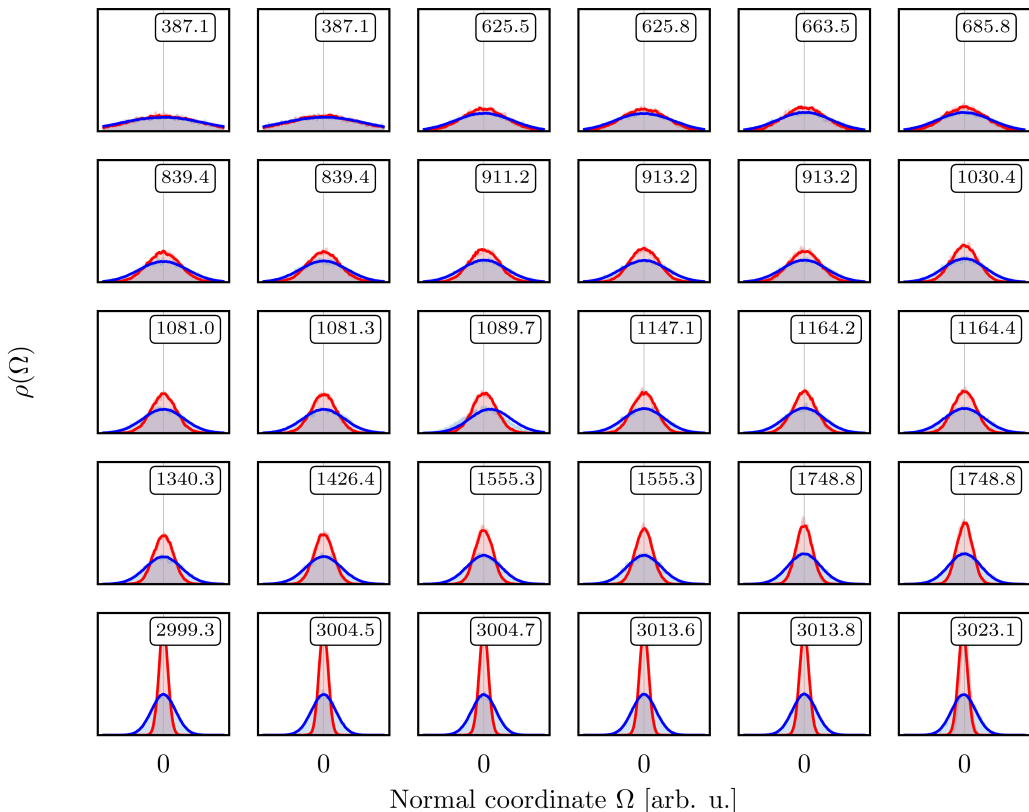 387.1 387.1 625.5 625.8 663.5 685.8
839.4 839.4 911.2 913.2 913.2 1030.4
1081.0 1081.3 1089.7 1147.1 1164.2 1164.4
ρ(Ω)
1340.3 1426.4 1555.3 1555.3 1748.8 1748.8
2999.3 3004.5 3004.7 3013.6 3013.8 3023.1
0 0 0 0 0 0
Normal coordinate Ω [arb. u.]